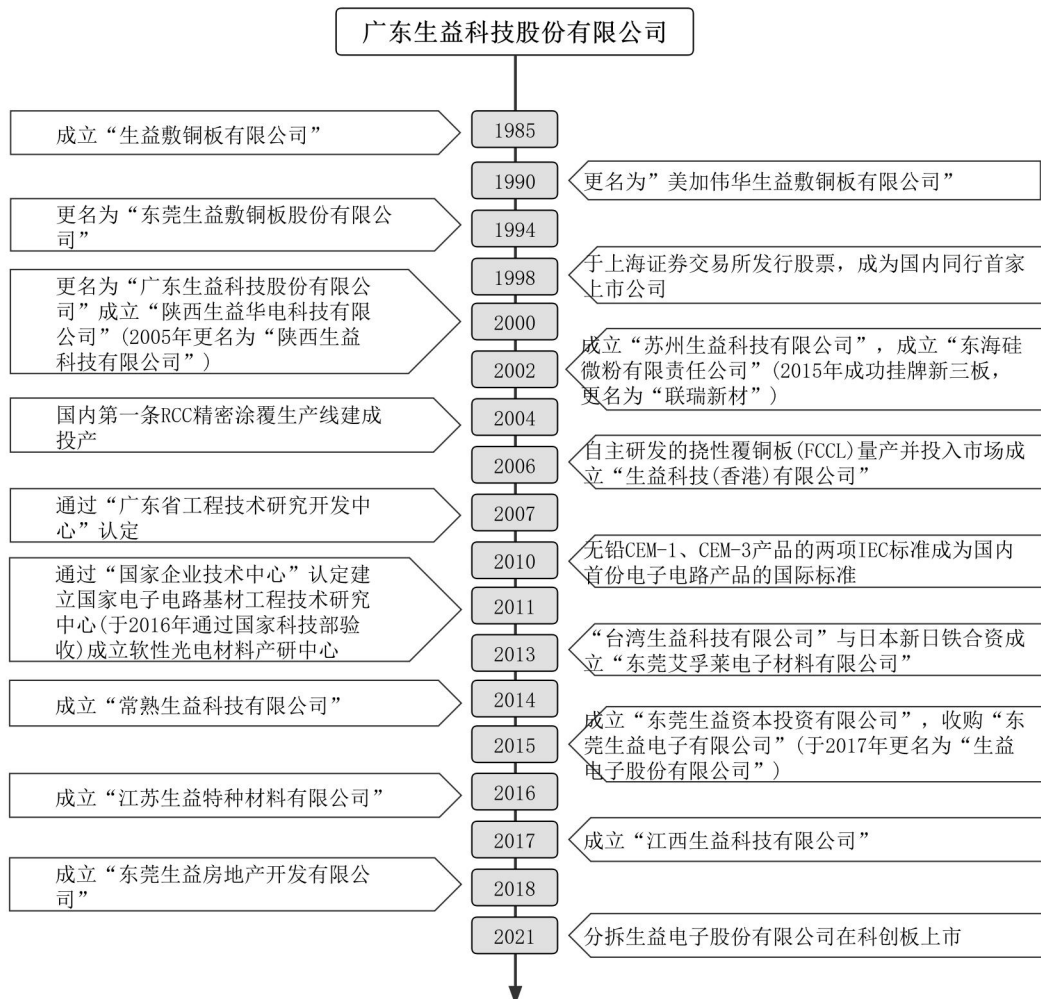 广东生益科技股份有限公司
1985
成立“生益敷铜板有限公司”
1990
更名为”美加伟华生益敷铜板有限公司”
1994
更名为“东莞生益敷铜板股份有限公
司”
1998
于上海证券交易所发行股票，成为国内同行首家
上市公司
2000
更名为“广东生益科技股份有限公
司”成立“陕西生益华电科技有限
公司”(2005年更名为“陕西生益
科技有限公司”)
2002
成立“苏州生益科技有限公司”，成立“东海硅
微粉有限责任公司”(2015年成功挂牌新三板，
更名为“联瑞新材”)
2004
国内第一条RCC精密涂覆生产线建成
投产
2006
自主研发的挠性覆铜板(FCCL)量产并投入市场成
立“生益科技(香港)有限公司”
2007
通过“广东省工程技术研究开发中
心”认定
2010
无铅CEM-1、CEM-3产品的两项IEC标准成为国内
首份电子电路产品的国际标准
2011
通过“国家企业技术中心”认定建
立国家电子电路基材工程技术研究
中心(于2016年通过国家科技部验
收)成立软性光电材料产研中心
2013
“台湾生益科技有限公司”与日本新日铁合资成
立“东莞艾孚莱电子材料有限公司”
2014
成立“常熟生益科技有限公司”
2015
成立“东莞生益资本投资有限公司”，收购“东
莞生益电子有限公司”(于2017年更名为“生益
电子股份有限公司”)
2016
成立“江苏生益特种材料有限公司”
2017
成立“江西生益科技有限公司”
2018
成立“东莞生益房地产开发有限公
司”
2021
分拆生益电子股份有限公司在科创板上市